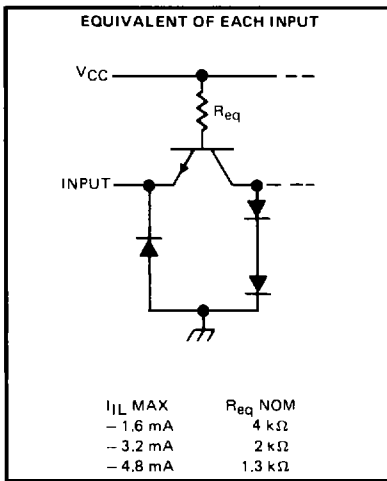 EQUIVALENT OF EACH INPUT
VCC
Req
INPUT
IIL MAX Req NOM
– 1.6 mA 4 kΩ
– 3.2 mA 2 kΩ
– 4.8 mA 1.3 kΩ